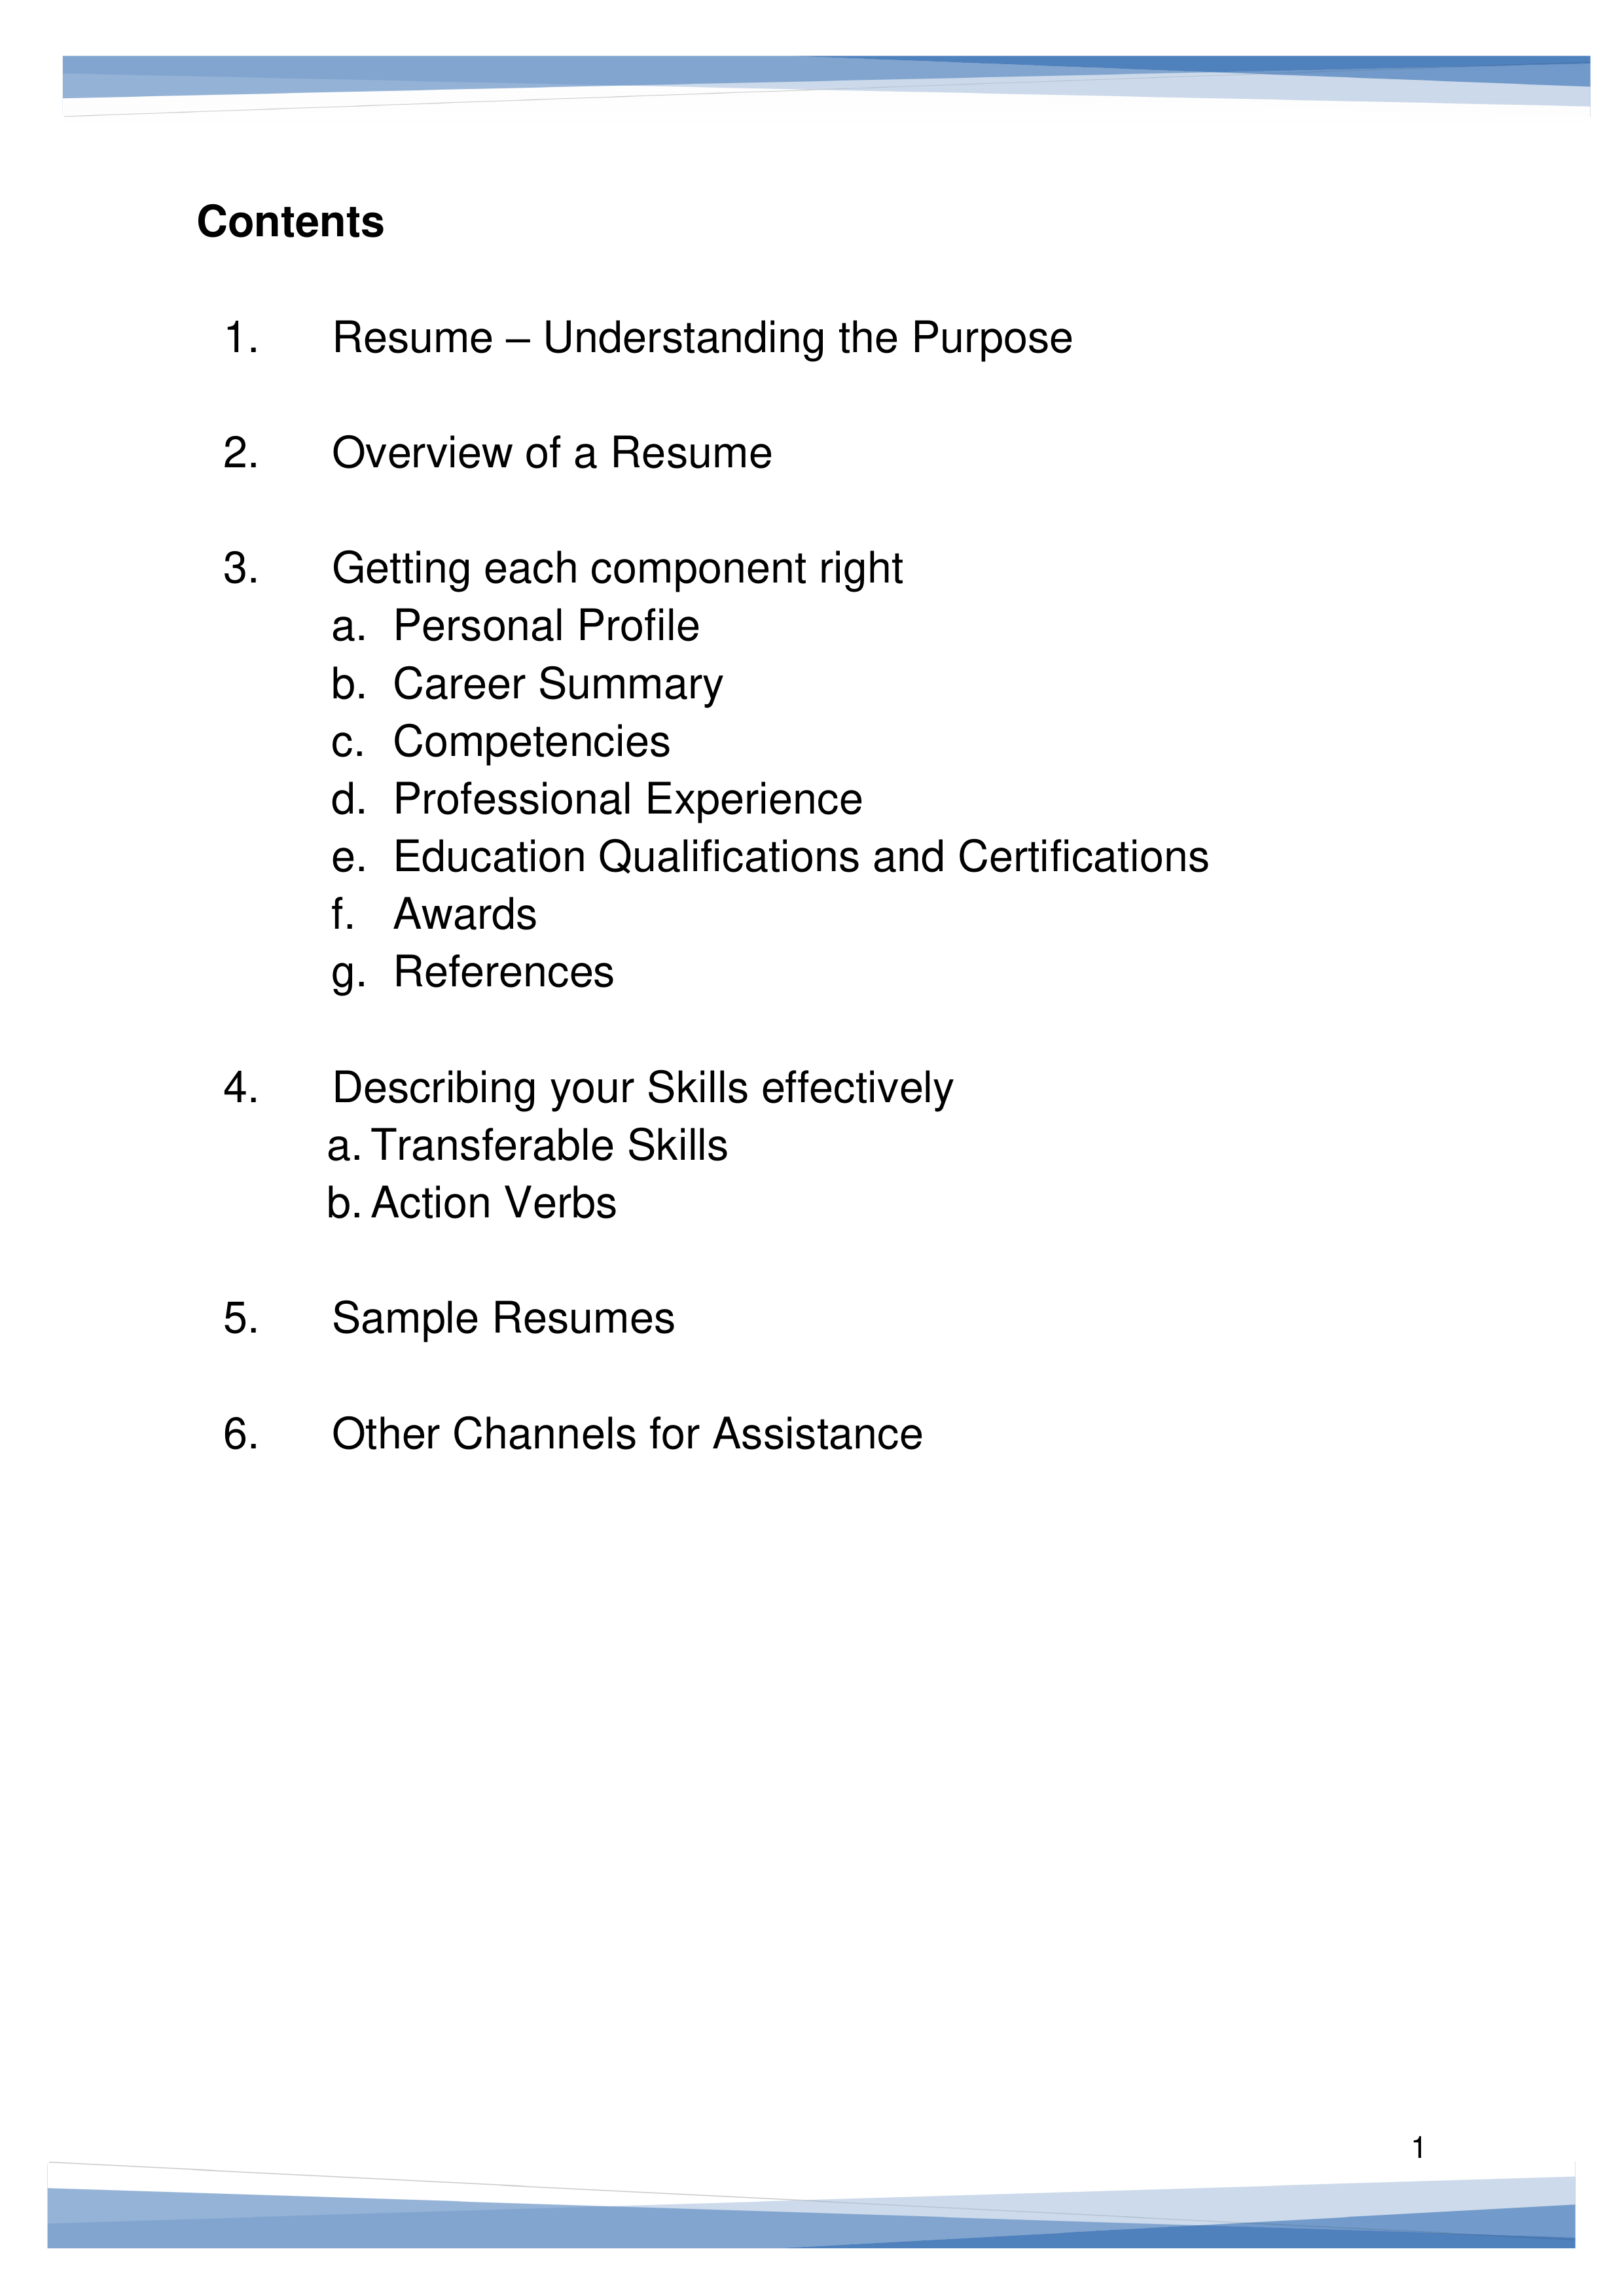 Contents
1. Resume – Understanding the Purpose
2. Overview of a Resume
3. Getting each component right
a. Personal Profile
b. Career Summary
c. Competencies
d. Professional Experience
e. Education Qualifications and Certifications
f. Awards
g. References
4. Describing your Skills effectively
a. Transferable Skills
b. Action Verbs
5. Sample Resumes
6. Other Channels for Assistance
1